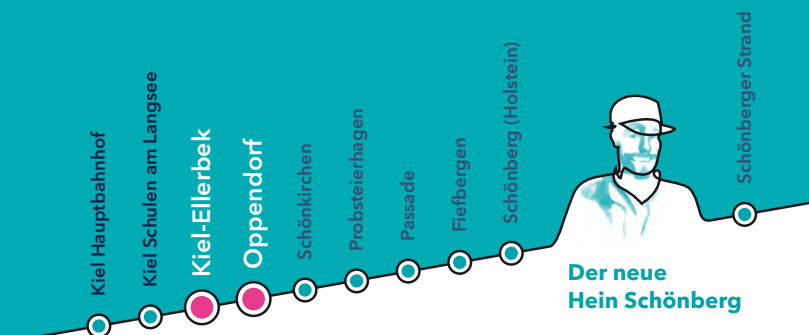 Kiel Hauptbahnhof
Kiel Schulen am Langsee
Kiel-Ellerbek
Oppendorf
Schönkirchen
Probsteierhagen
Passade
Fiefbergen
Schönberg (Holstein)
Schönberger Strand
Der neue
Hein Schönberg